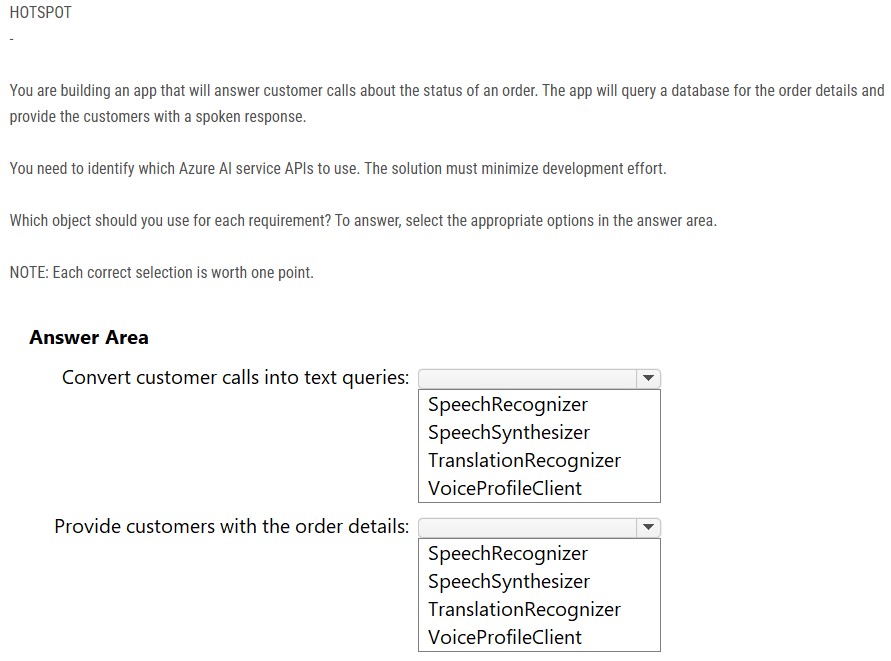 HOTSPOT
-
You are building an app that will answer customer calls about the status of an order. The app will query a database for the order details and
provide the customers with a spoken response.
You need to identify which Azure AI service APIs to use. The solution must minimize development effort.
Which object should you use for each requirement? To answer, select the appropriate options in the answer area.
NOTE: Each correct selection is worth one point.
Answer Area
Convert customer calls into text queries:
SpeechRecognizer
SpeechSynthesizer
TranslationRecognizer
VoiceProfileClient
Provide customers with the order details:
SpeechRecognizer
SpeechSynthesizer
TranslationRecognizer
VoiceProfileClient